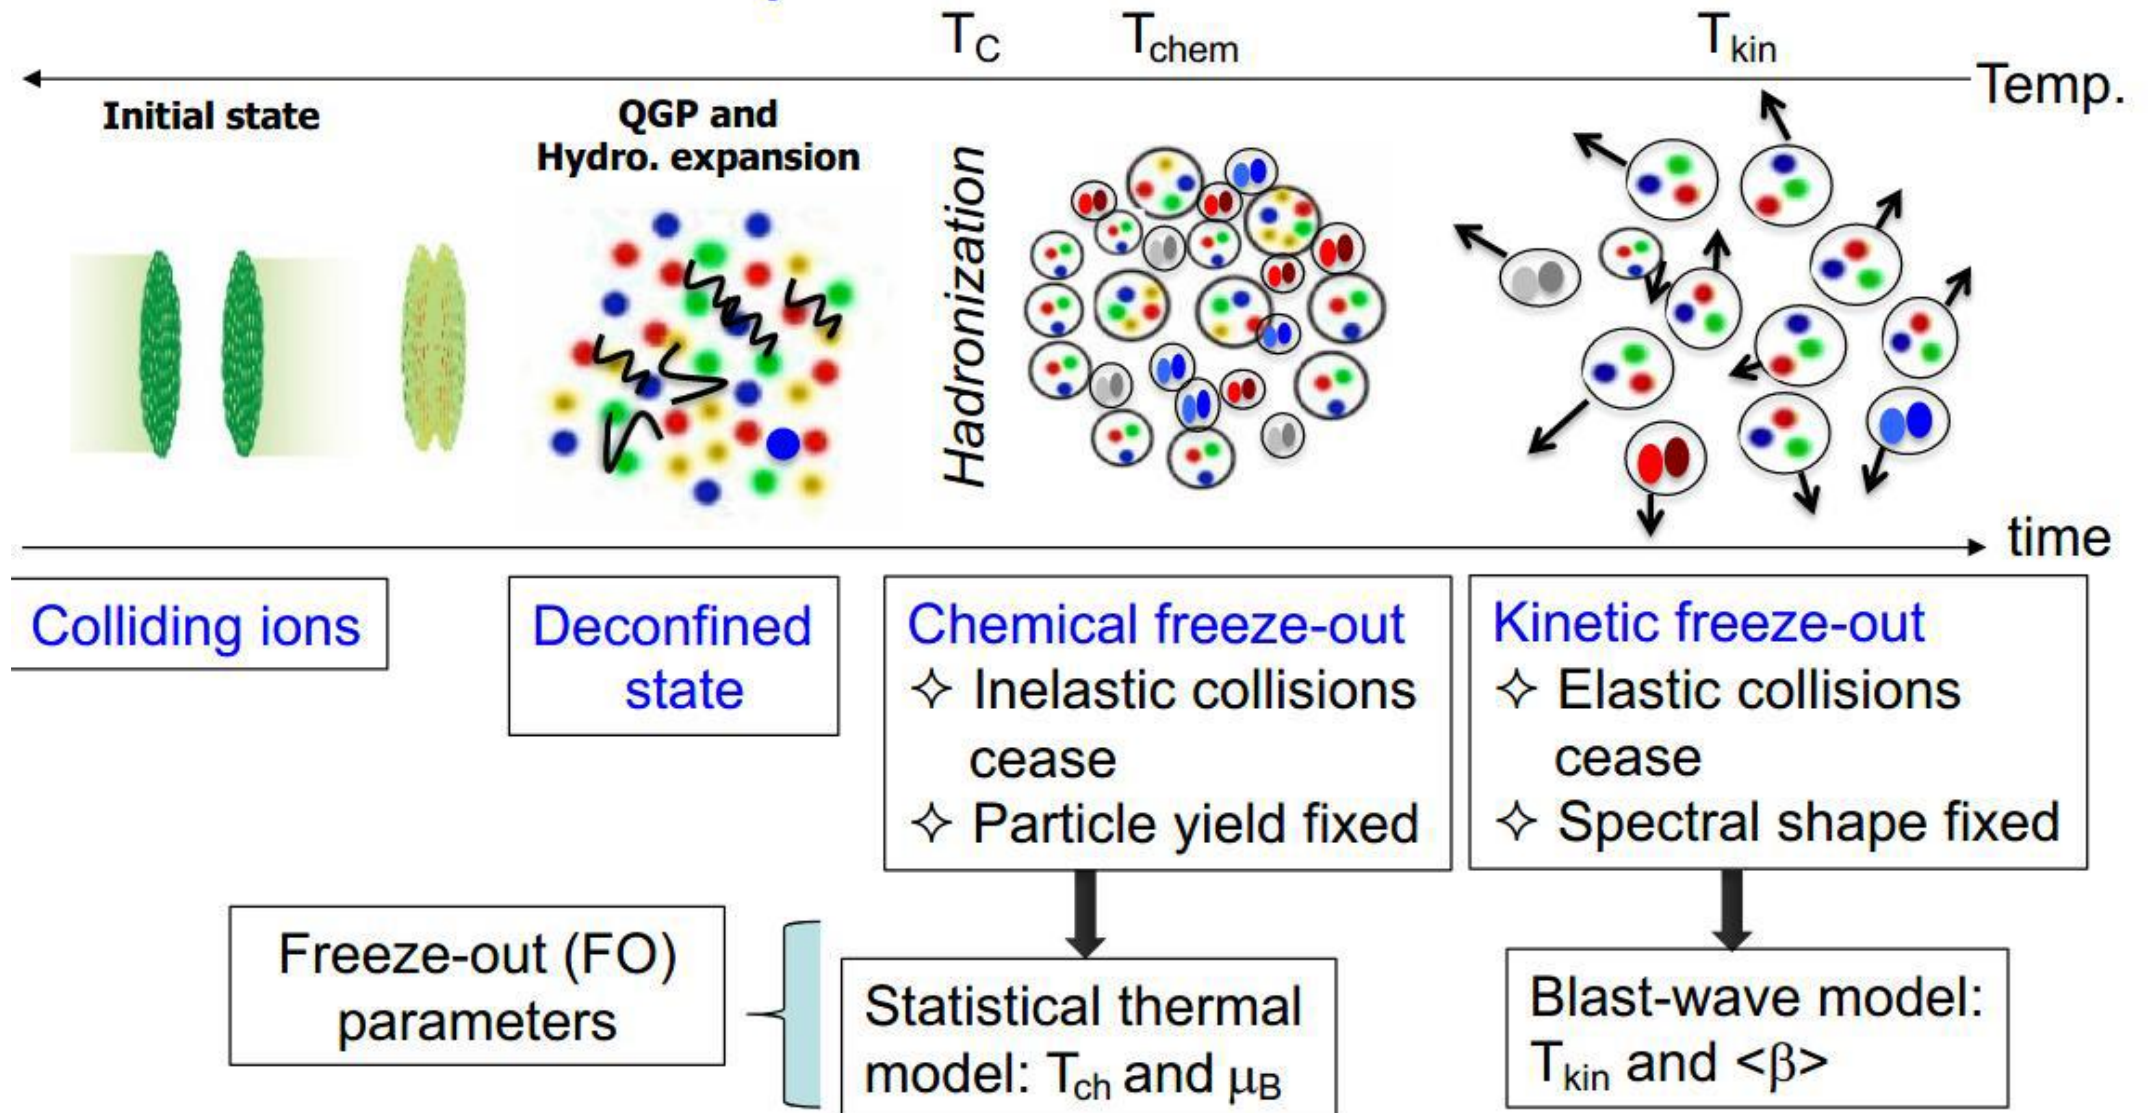 T_C T_chem T_kin
Temp.
Initial state
QGP and
Hydro. expansion
Hadronization
time
Colliding ions
Deconfined
state
Chemical freeze-out
✧ Inelastic collisions
cease
✧ Particle yield fixed
Kinetic freeze-out
✧ Elastic collisions
cease
✧ Spectral shape fixed
Freeze-out (FO)
parameters
Statistical thermal
model: T_ch and μ_B
Blast-wave model:
T_kin and <β>